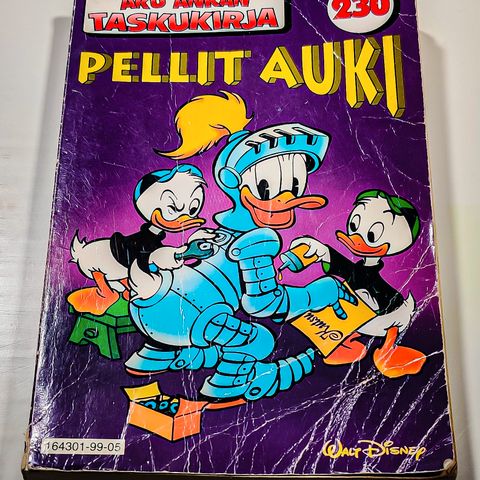 AKU ANKAN
TASKUKIRJA
230
PELLIT AUKI
164301-99-05
WALT DISNEY